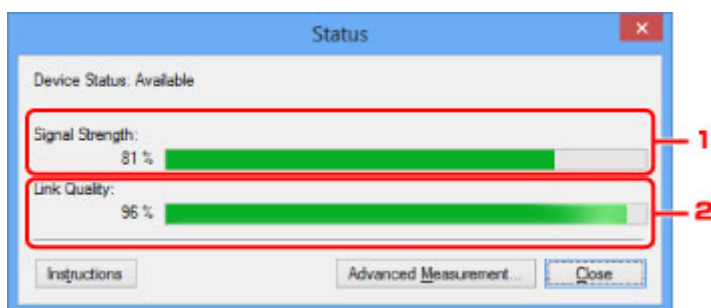 Status
Device Status: Available
Signal Strength:
81 %
1
Link Quality:
96 %
2
Instructions
Advanced Measurement...
Close